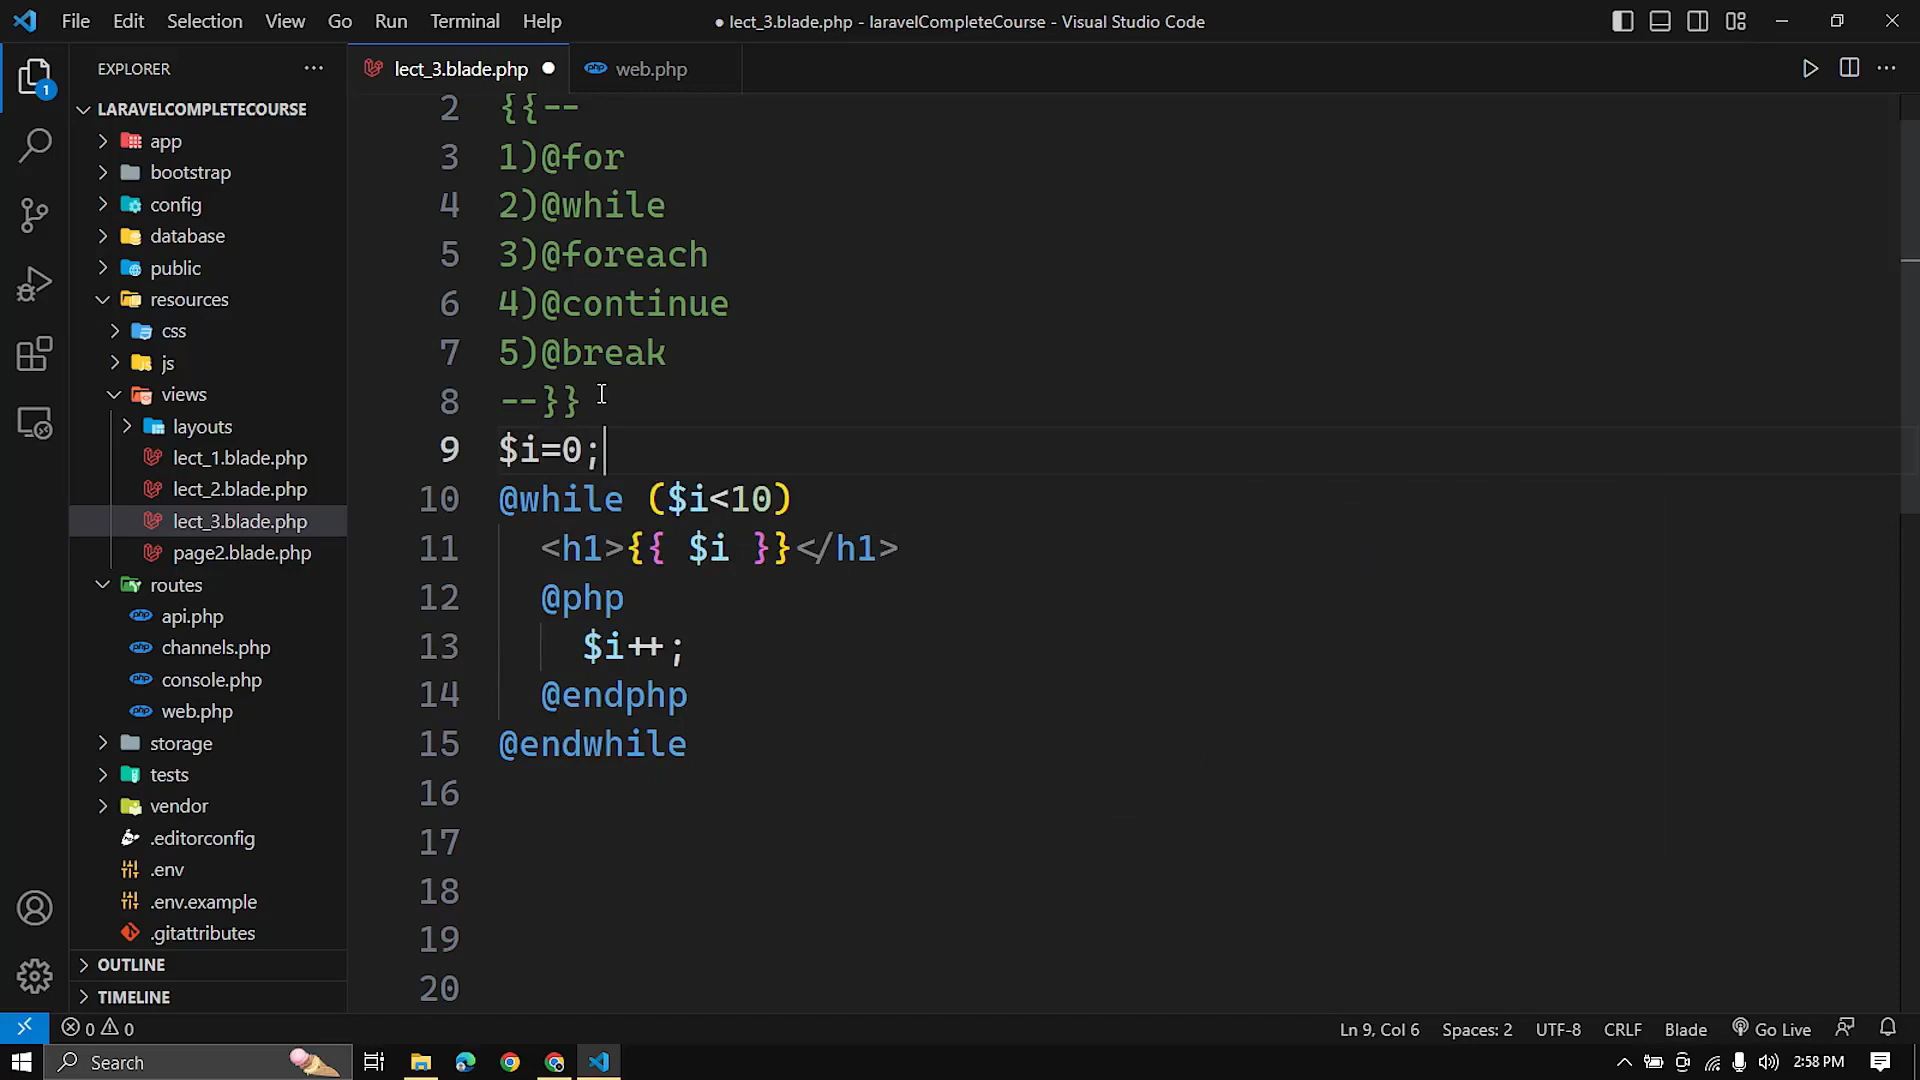 File Edit Selection View Go Run Terminal Help
● lect_3.blade.php - laravelCompleteCourse - Visual Studio Code
EXPLORER
lect_3.blade.php
web.php
LARAVELCOMPLETECOURSE
app
bootstrap
config
database
public
resources
css
js
views
layouts
lect_1.blade.php
lect_2.blade.php
lect_3.blade.php
page2.blade.php
routes
api.php
channels.php
console.php
web.php
storage
tests
vendor
.editorconfig
.env
.env.example
.gitattributes
OUTLINE
TIMELINE
1
2 {{--
3 1)@for
4 2)@while
5 3)@foreach
6 4)@continue
7 5)@break
8 --}}
9 $i=0;
10 @while ($i<10)
11 <h1>{{ $i }}</h1>
12 @php
13 $i++;
14 @endphp
15 @endwhile
16
17
18
19
20
0 0
Ln 9, Col 6 Spaces: 2 UTF-8 CRLF Blade Go Live
Search
2:58 PM